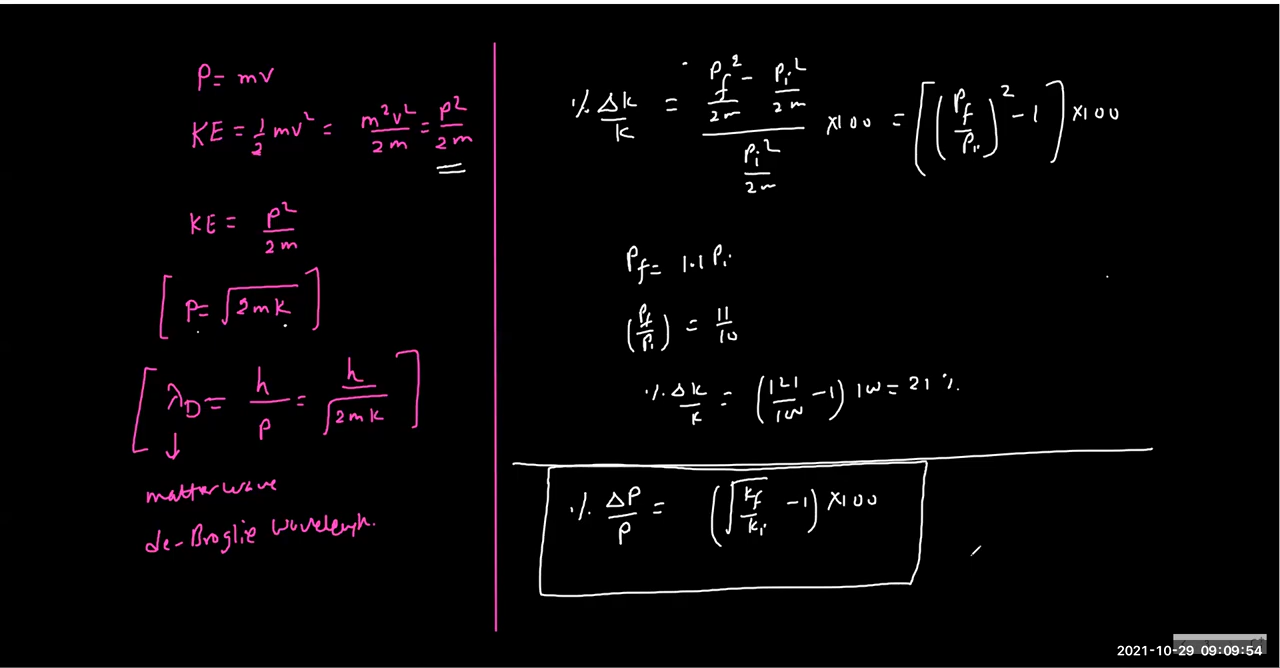 P = mv
KE = 1/2 mv² = m²v²/2m = P²/2m
KE = P²/2m
[P = √(2mk)]
[λD = h/P = h/√(2mk)]
↓
matter wave
de-Broglie wavelength.
% Δk/k = (Pf²/2m - Pi²/2m)/(Pi²/2m) ×100 = [(Pf/Pi)² - 1] ×100
Pf = 1.1 Pi
(Pf/Pi) = 11/10
% Δk/k = (121/100 - 1) 100 = 21 %.
% ΔP/P = (√(kf/ki) - 1) ×100
2021-10-29 09:09:54